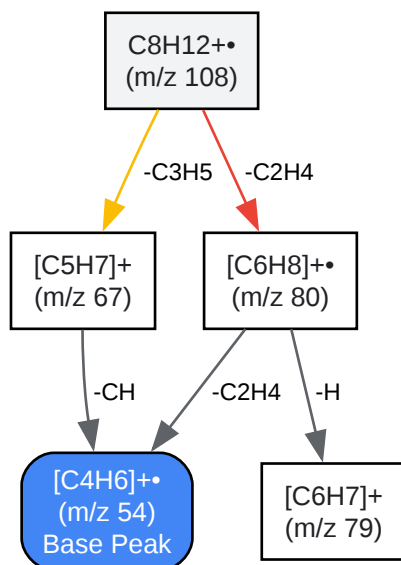 C8H12+•
(m/z 108)
-C3H5
-C2H4
[C5H7]+
(m/z 67)
[C6H8]+•
(m/z 80)
-CH
-C2H4
-H
[C4H6]+•
(m/z 54)
Base Peak
[C6H7]+
(m/z 79)